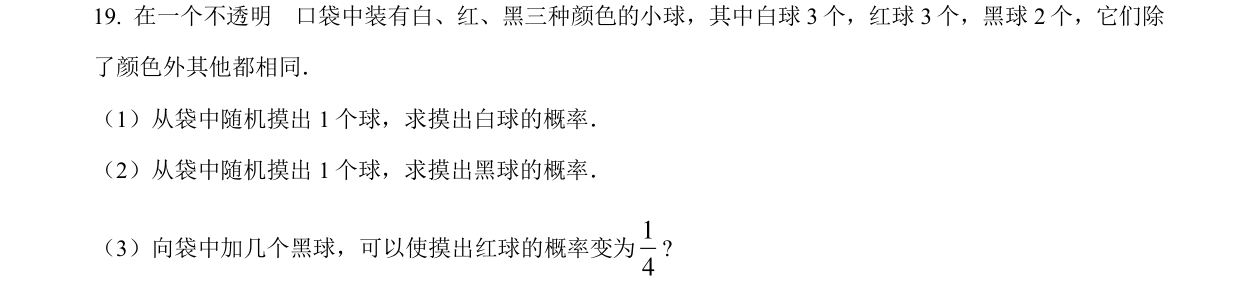 19. 在一个不透明 口袋中装有白、红、黑三种颜色的小球，其中白球 3 个，红球 3 个，黑球 2 个，它们除
了颜色外其他都相同．
（1）从袋中随机摸出 1 个球，求摸出白球的概率．
（2）从袋中随机摸出 1 个球，求摸出黑球的概率．
（3）向袋中加几个黑球，可以使摸出红球的概率变为 1/4？